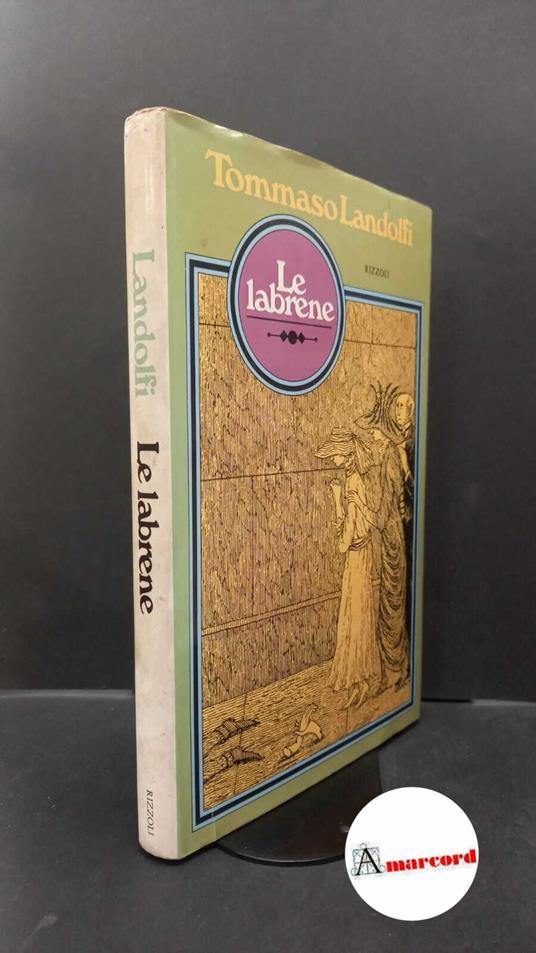 Tommaso Landolfi
RIZZOLI
Le
labrene
Landolfi
Le labrene
RIZZOLI
Amarcord